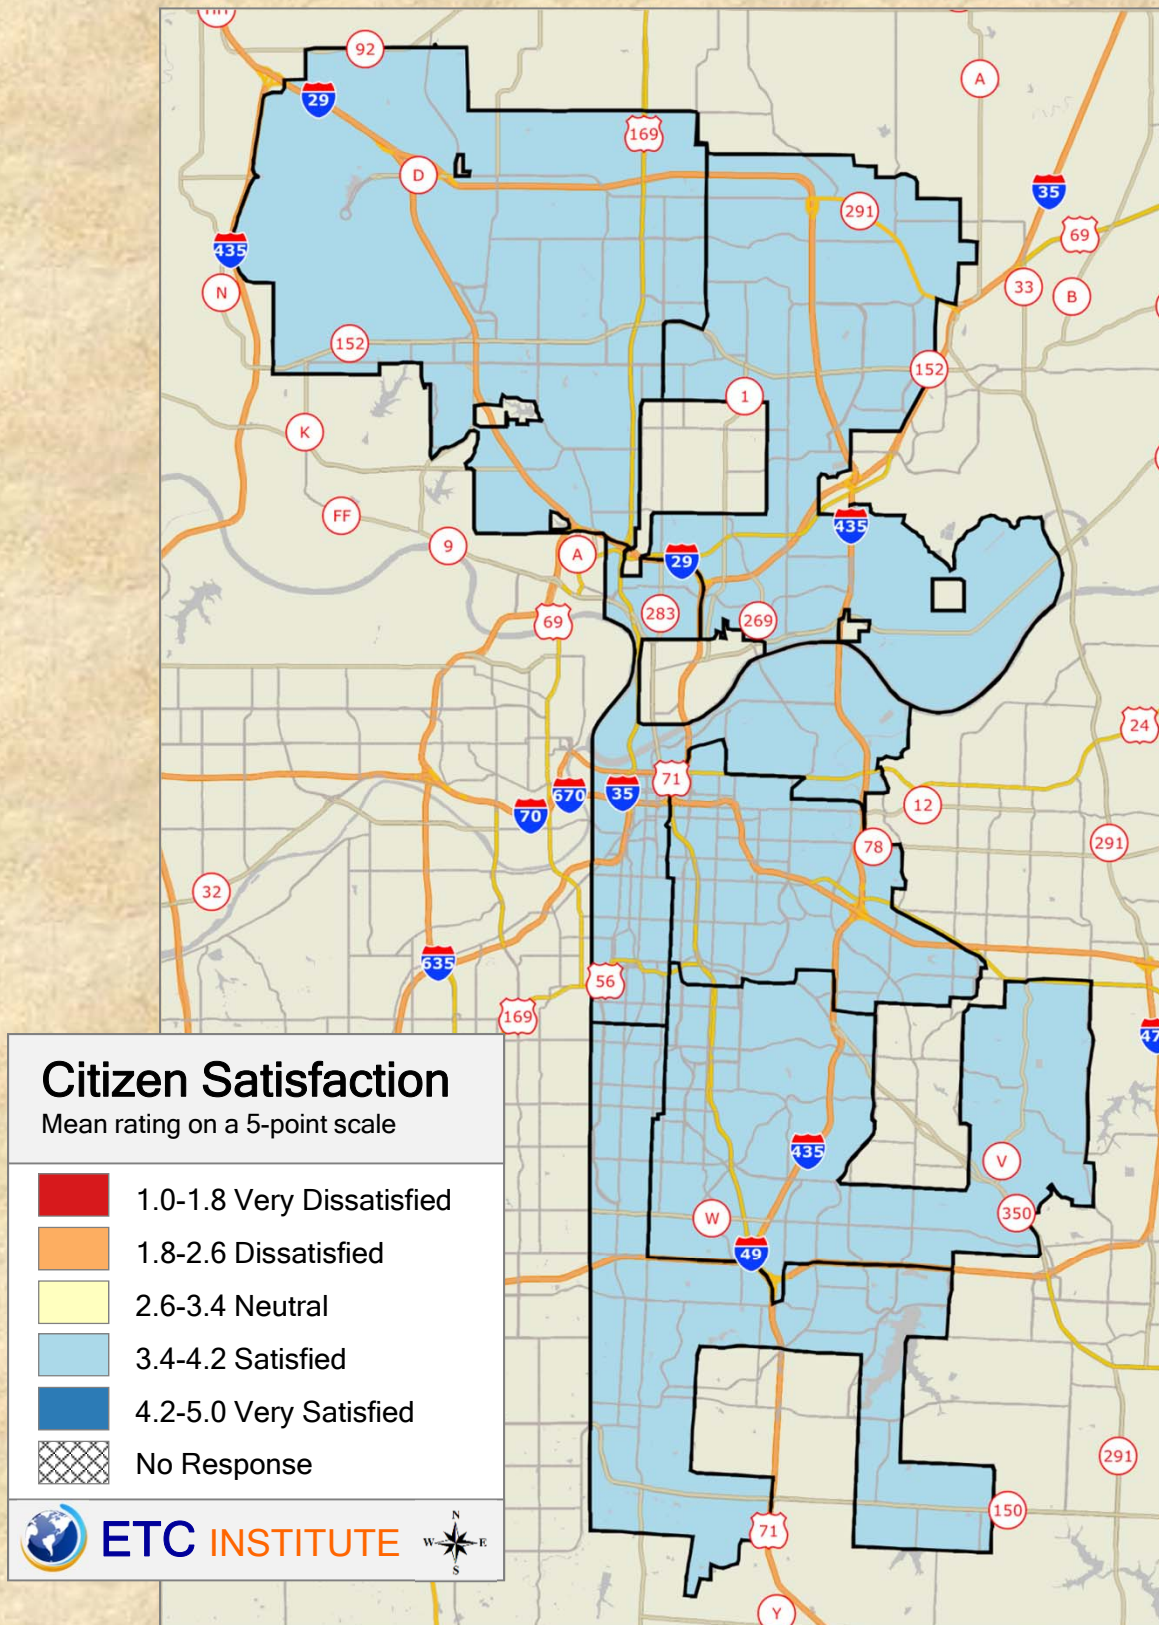 HH
92
A
29
169
D
35
291
69
435
N
33
B
152
152
1
K
FF
435
9
A
29
69
283
269
24
71
670
35
70
12
291
78
32
635
56
169
47
Citizen Satisfaction
Mean rating on a 5-point scale
1.0-1.8 Very Dissatisfied
1.8-2.6 Dissatisfied
2.6-3.4 Neutral
3.4-4.2 Satisfied
4.2-5.0 Very Satisfied
No Response
ETC INSTITUTE
N
W E
S
435
V
W
350
49
291
150
71
Y